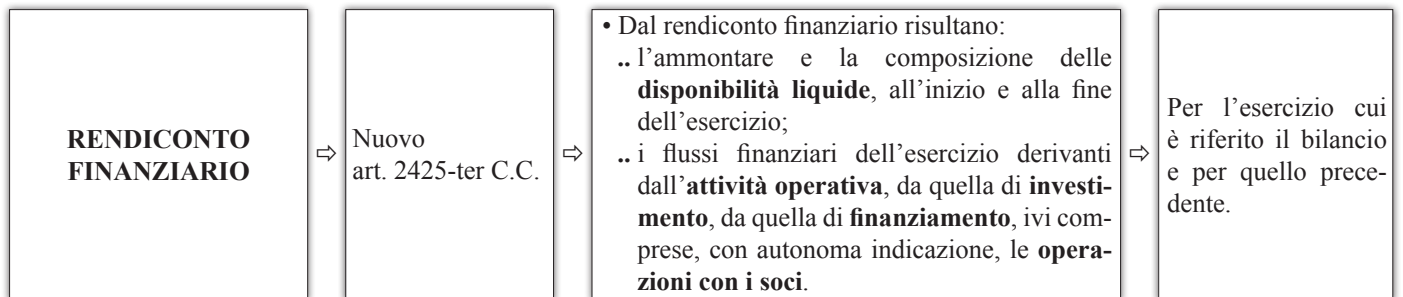 RENDICONTO
FINANZIARIO
⇨
Nuovo
art. 2425-ter C.C.
⇨
• Dal rendiconto finanziario risultano:
.. l’ammontare e la composizione delle
disponibilità liquide, all’inizio e alla fine
dell’esercizio;
.. i flussi finanziari dell’esercizio derivanti
dall’attività operativa, da quella di investi-
mento, da quella di finanziamento, ivi com-
prese, con autonoma indicazione, le opera-
zioni con i soci.
⇨
Per l’esercizio cui
è riferito il bilancio
e per quello prece-
dente.